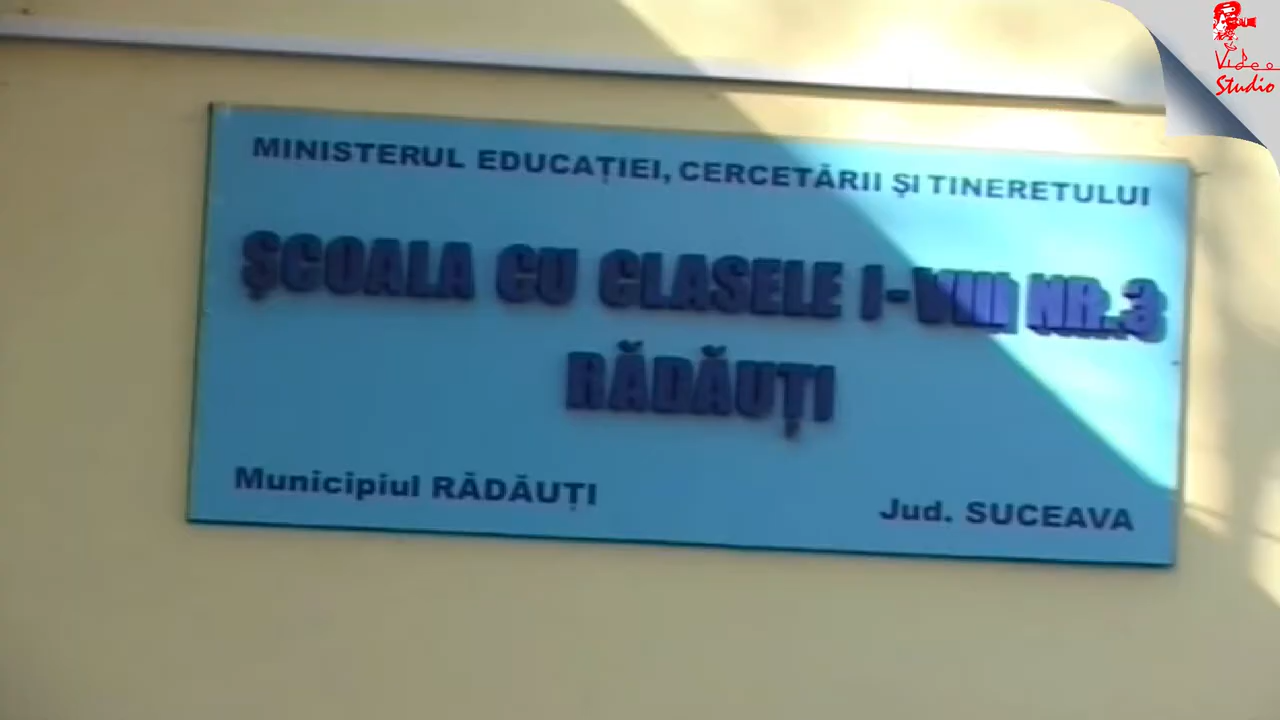 Video
Studio
MINISTERUL EDUCAȚIEI, CERCETĂRII ȘI TINERETULUI
ȘCOALA CU CLASELE I-VIII NR.3
RĂDĂUȚI
Municipiul RĂDĂUȚI
Jud. SUCEAVA